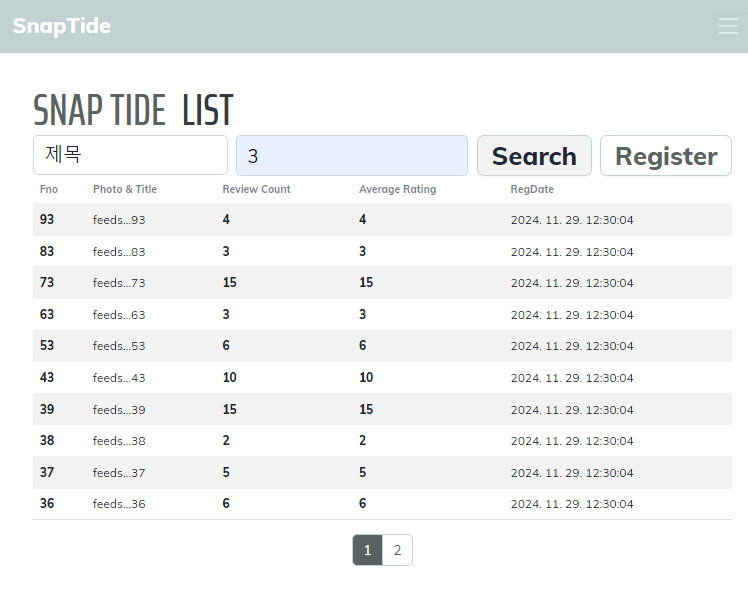 SnapTide
SNAP TIDE LIST
제목 3 Search Register
Fno Photo & Title Review Count Average Rating RegDate
93 feeds...93 4 4 2024. 11. 29. 12:30:04
83 feeds...83 3 3 2024. 11. 29. 12:30:04
73 feeds...73 15 15 2024. 11. 29. 12:30:04
63 feeds...63 3 3 2024. 11. 29. 12:30:04
53 feeds...53 6 6 2024. 11. 29. 12:30:04
43 feeds...43 10 10 2024. 11. 29. 12:30:04
39 feeds...39 15 15 2024. 11. 29. 12:30:04
38 feeds...38 2 2 2024. 11. 29. 12:30:04
37 feeds...37 5 5 2024. 11. 29. 12:30:04
36 feeds...36 6 6 2024. 11. 29. 12:30:04
1 2